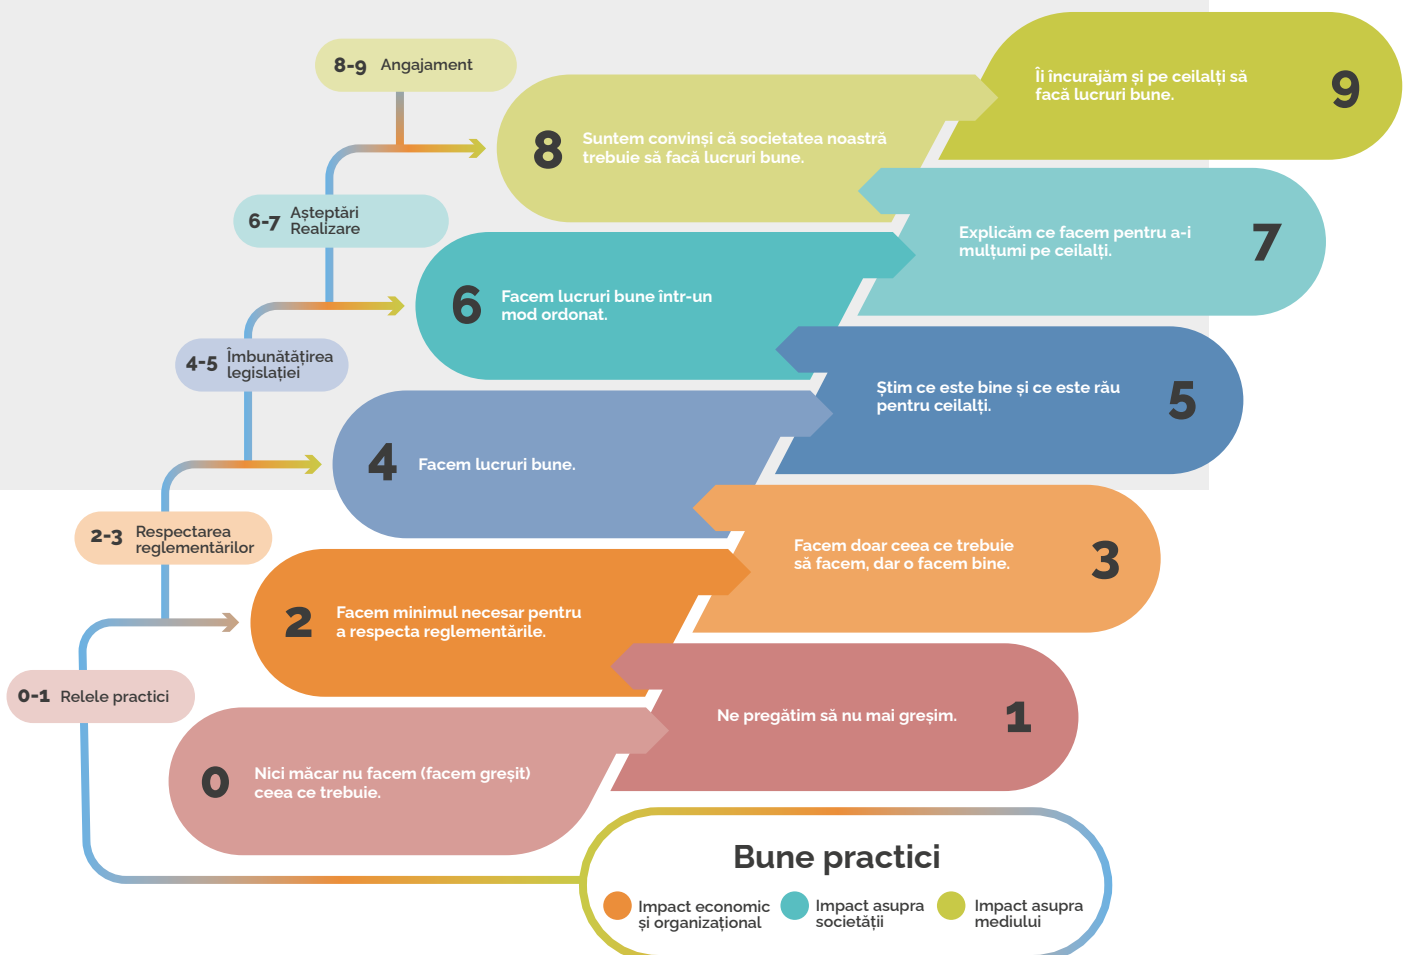 8-9 Angajament
Îi încurajăm și pe ceilalți să
facă lucruri bune.
9
8
Suntem convinși că societatea noastră
trebuie să facă lucruri bune.
6-7
Așteptări
Realizare
Explicăm ce facem pentru a-i
mulțumi pe ceilalți.
7
6
Facem lucruri bune într-un
mod ordonat.
4-5
Îmbunătățirea
legislației
Știm ce este bine și ce este rău
pentru ceilalți.
5
4
Facem lucruri bune.
2-3
Respectarea
reglementărilor
Facem doar ceea ce trebuie
să facem, dar o facem bine.
3
2
Facem minimul necesar pentru
a respecta reglementările.
0-1 Relele practici
Ne pregătim să nu mai greșim.
1
0
Nici măcar nu facem (facem greșit)
ceea ce trebuie.
Bune practici
Impact economic
și organizațional
Impact asupra
societății
Impact asupra
mediului